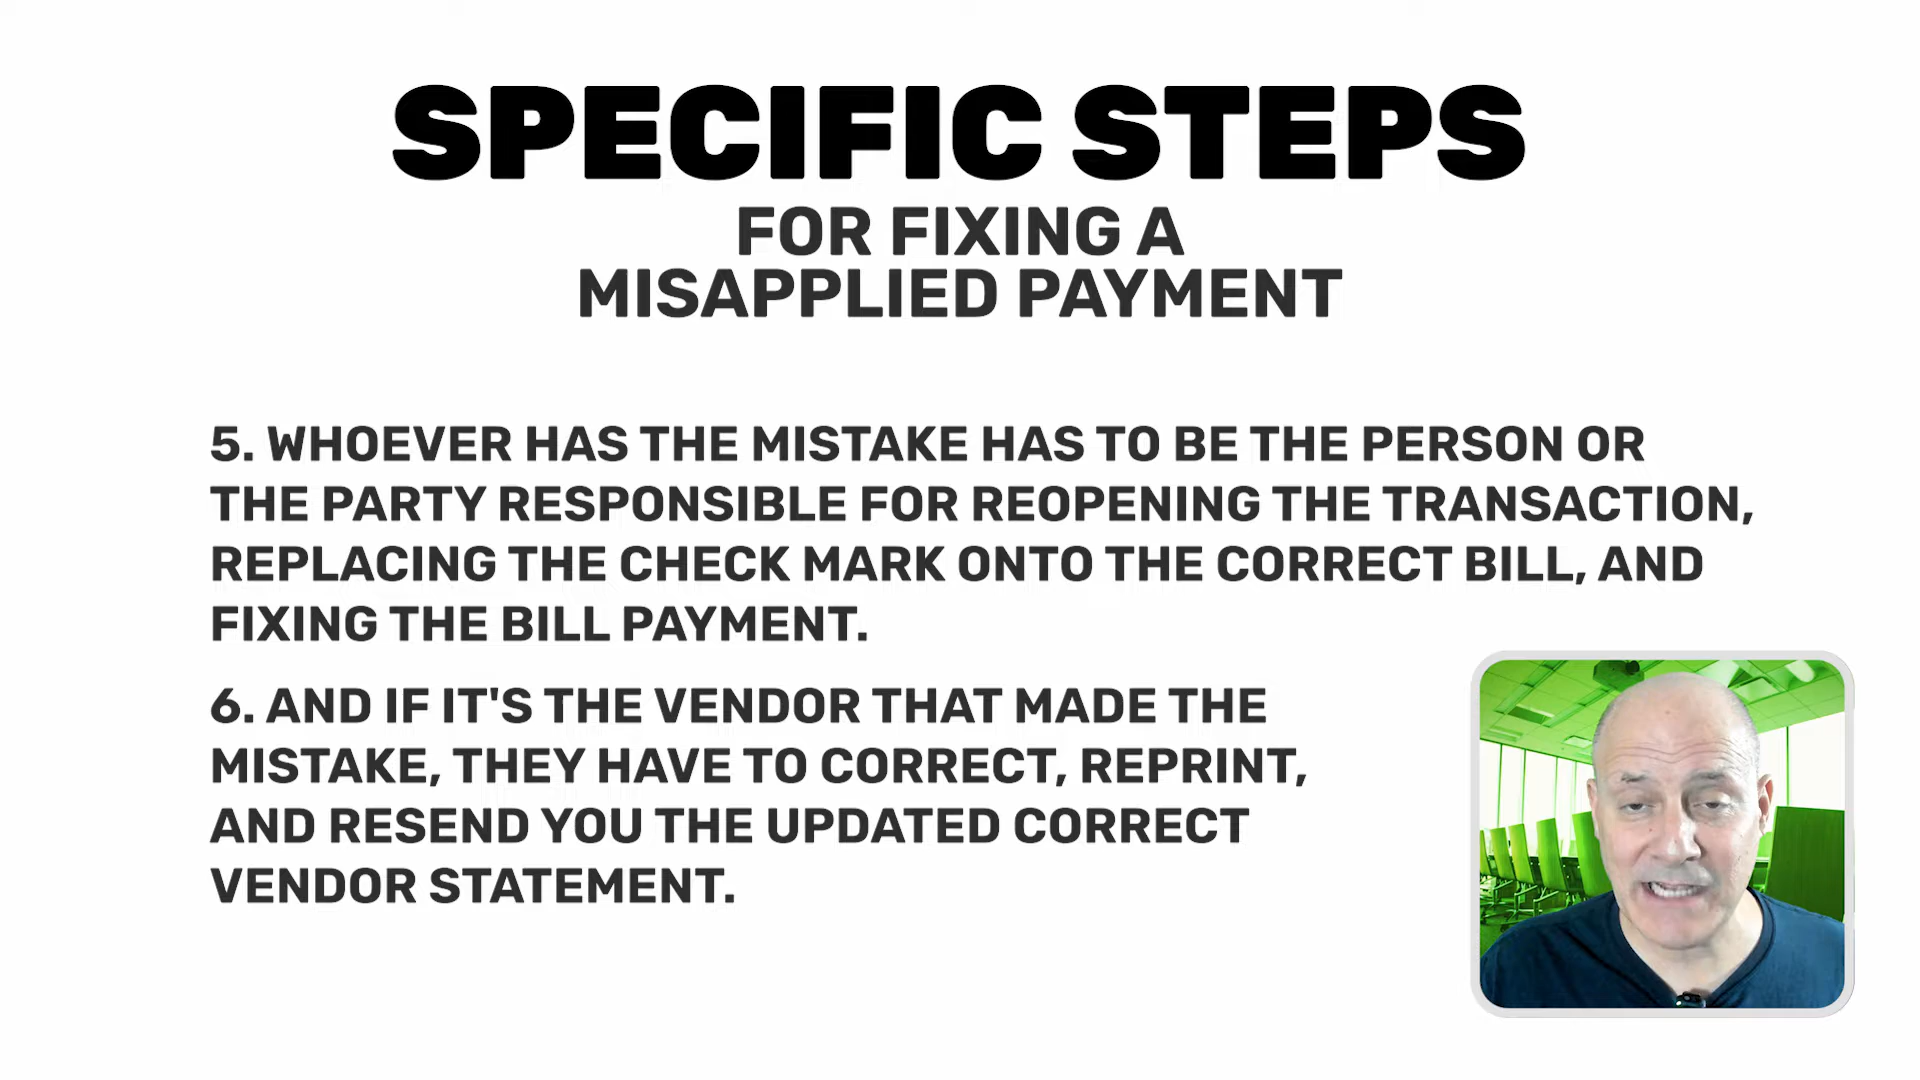 SPECIFIC STEPS
FOR FIXING A
MISAPPLIED PAYMENT
5. WHOEVER HAS THE MISTAKE HAS TO BE THE PERSON OR
THE PARTY RESPONSIBLE FOR REOPENING THE TRANSACTION,
REPLACING THE CHECK MARK ONTO THE CORRECT BILL, AND
FIXING THE BILL PAYMENT.
6. AND IF IT'S THE VENDOR THAT MADE THE
MISTAKE, THEY HAVE TO CORRECT, REPRINT,
AND RESEND YOU THE UPDATED CORRECT
VENDOR STATEMENT.